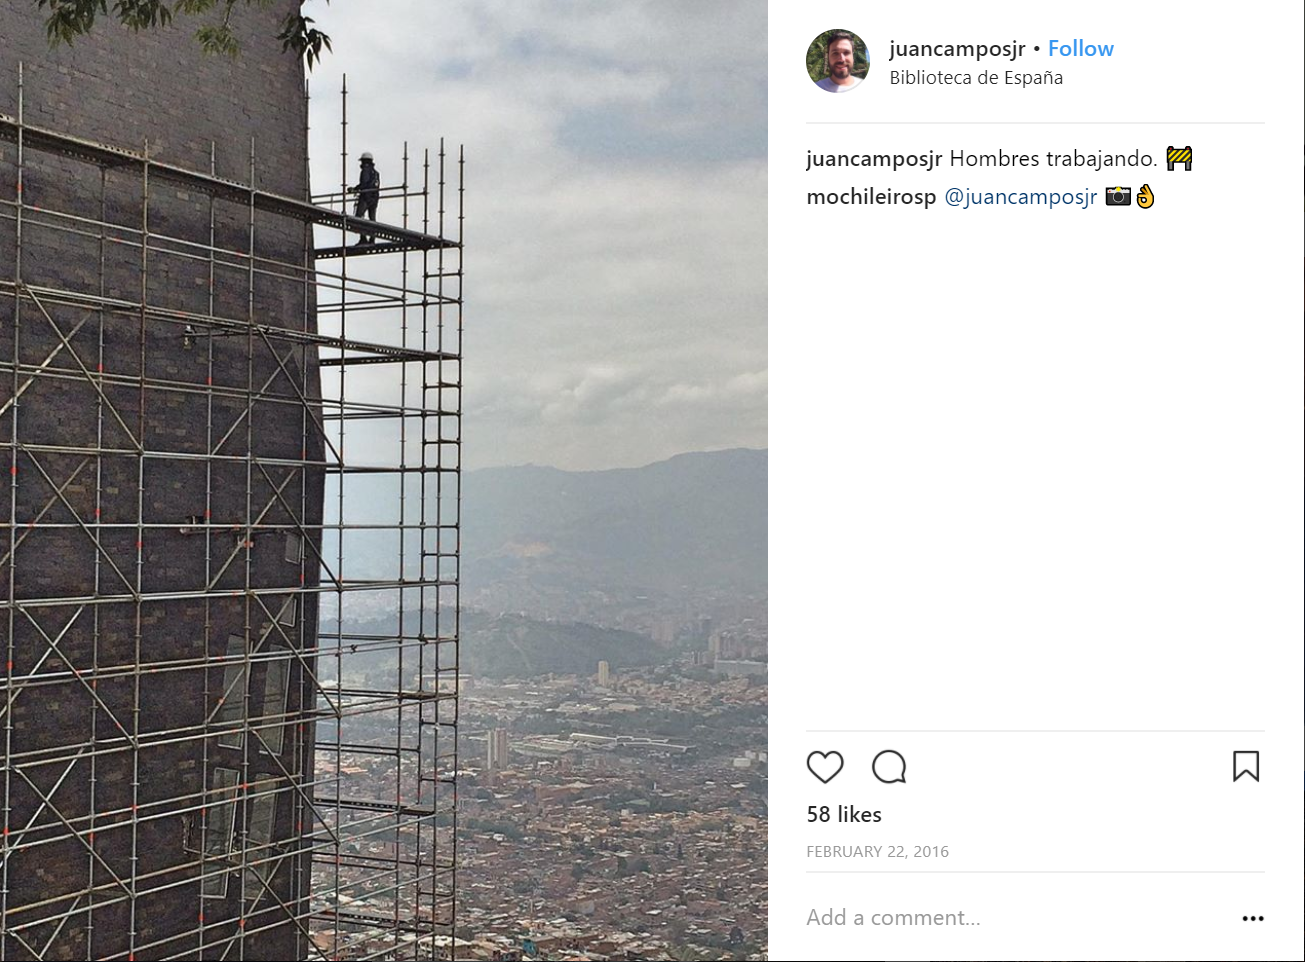 juancamposjr • Follow
Biblioteca de España
juancamposjr Hombres trabajando. 🚧
mochileirosp @juancamposjr 📷👌
58 likes
FEBRUARY 22, 2016
Add a comment...